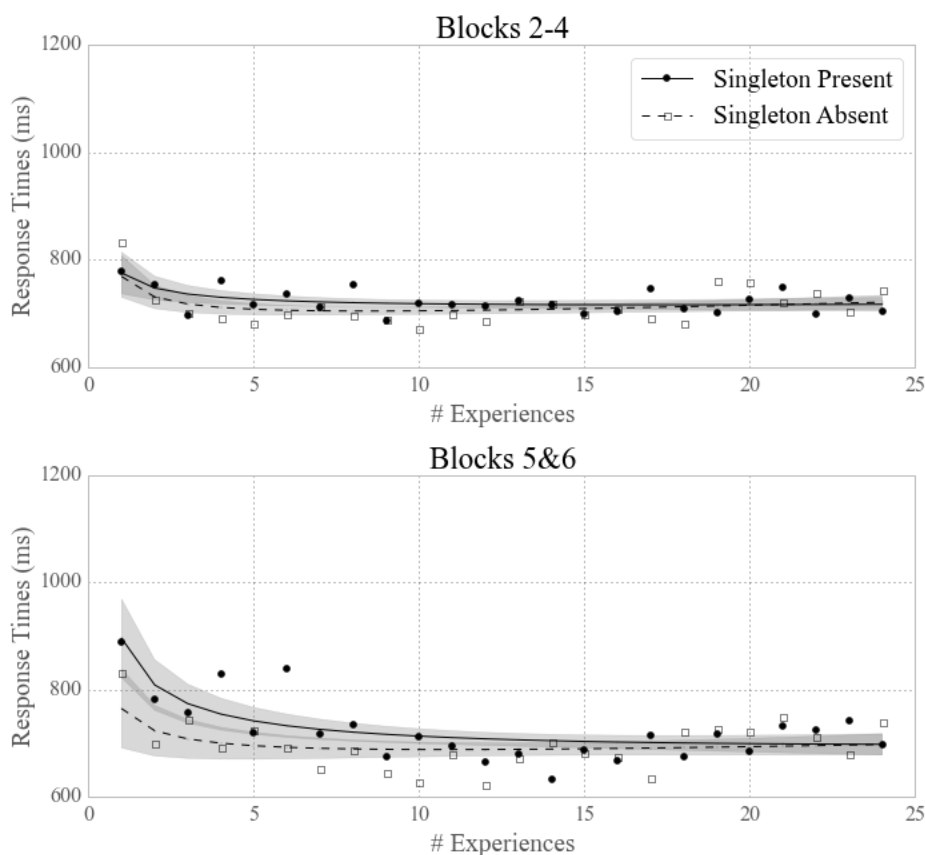 Blocks 2-4
1200
1000
800
600
Response Times (ms)
Singleton Present
Singleton Absent
0 5 10 15 20 25
# Experiences
Blocks 5&6
1200
1000
800
600
Response Times (ms)
0 5 10 15 20 25
# Experiences